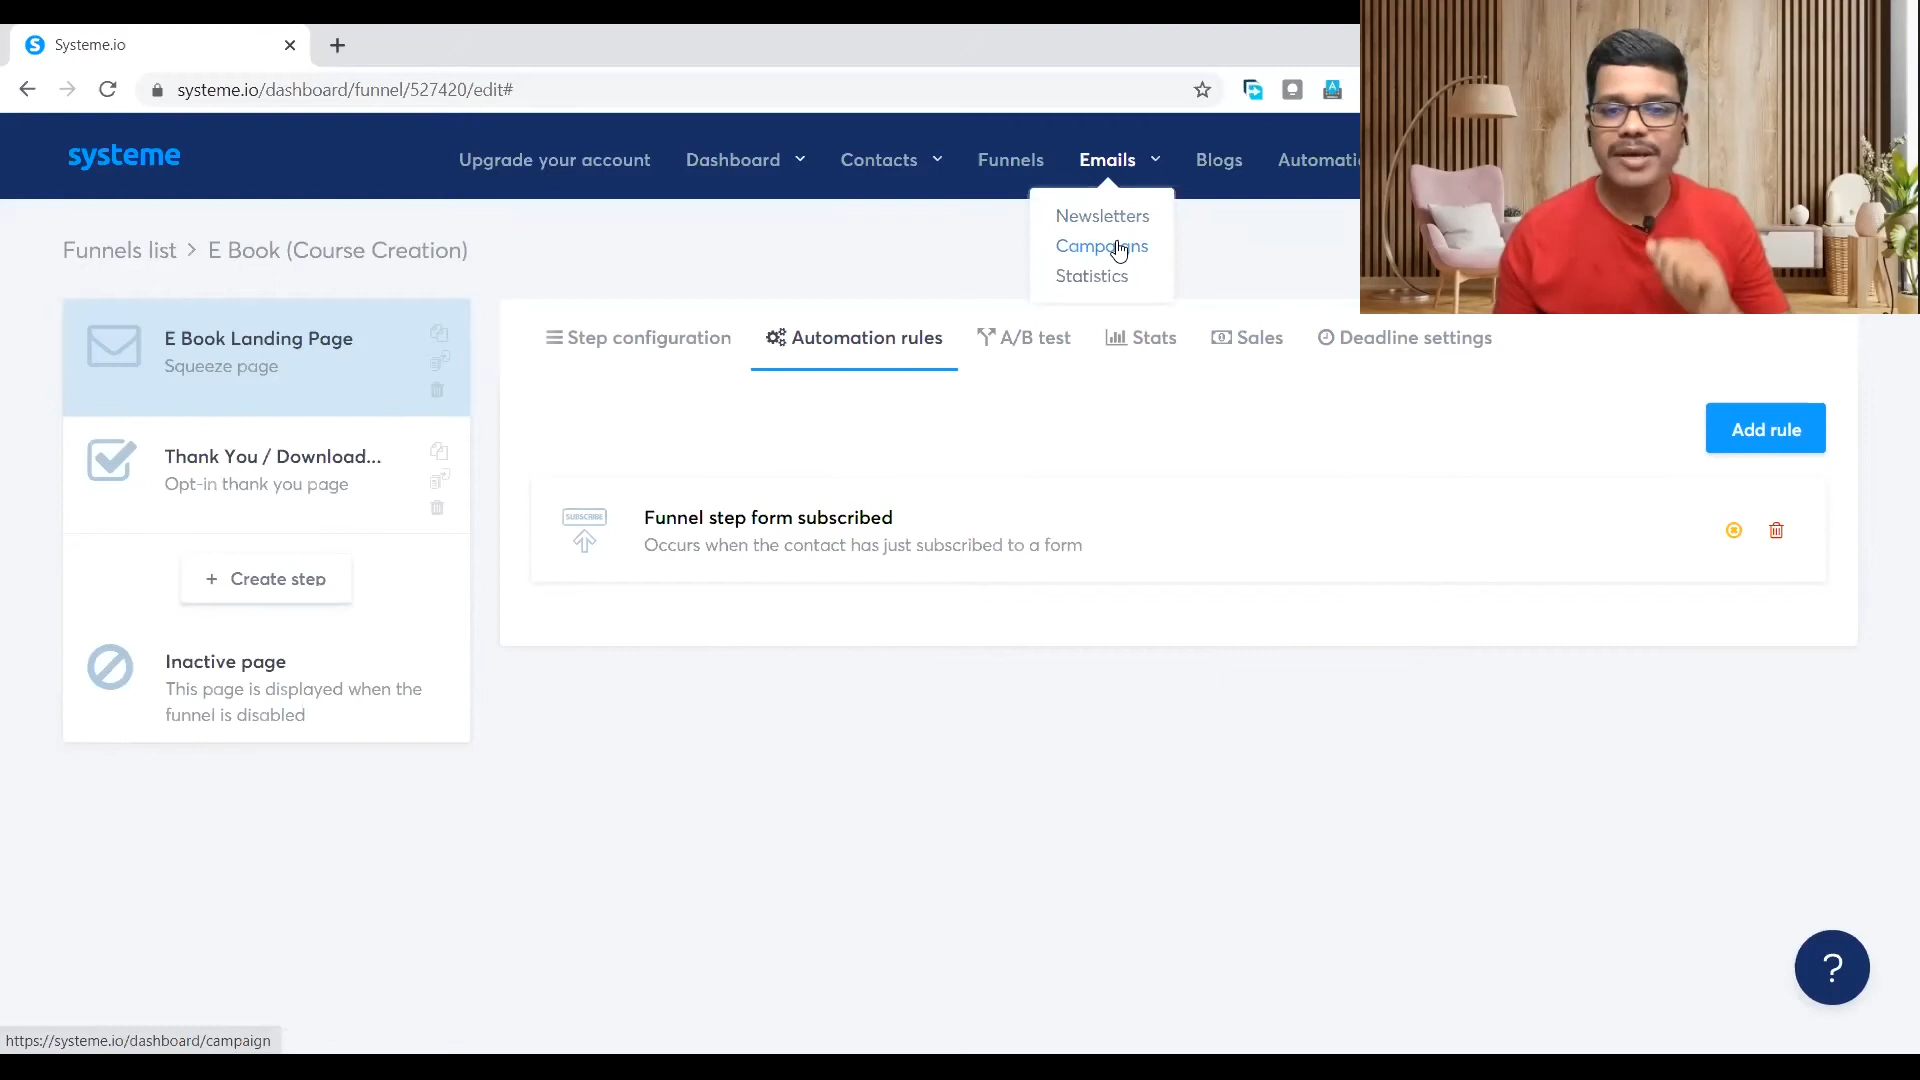 Systeme.io
systeme.io/dashboard/funnel/527420/edit#
systeme
Upgrade your account
Dashboard
Contacts
Funnels
Emails
Blogs
Automati
Newsletters
Campaigns
Statistics
Funnels list > E Book (Course Creation)
E Book Landing Page
Squeeze page
Thank You / Download...
Opt-in thank you page
+ Create step
Inactive page
This page is displayed when the
funnel is disabled
Step configuration
Automation rules
A/B test
Stats
Sales
Deadline settings
Add rule
SUBSCRIBE
Funnel step form subscribed
Occurs when the contact has just subscribed to a form
?
https://systeme.io/dashboard/campaign